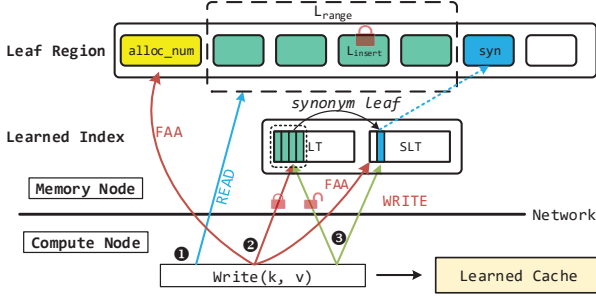 L_range
Leaf Region
alloc_num
L_insert
syn
synonym Leaf
Learned Index
FAA
LT
SLT
READ
FAA
WRITE
Memory Node
Network
Compute Node
❶
❷
❸
Write(k, v)
Learned Cache